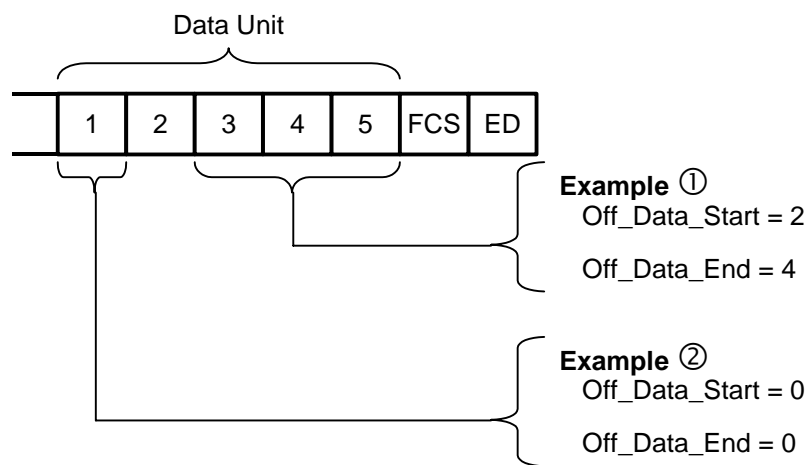 Data Unit
1 2 3 4 5 FCS ED
Example ①
Off_Data_Start = 2
Off_Data_End = 4
Example ②
Off_Data_Start = 0
Off_Data_End = 0